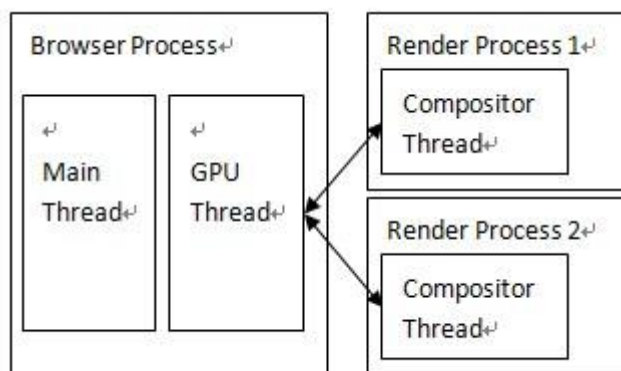 Browser Process
Main
Thread
GPU
Thread
Render Process 1
Compositor
Thread
Render Process 2
Compositor
Thread